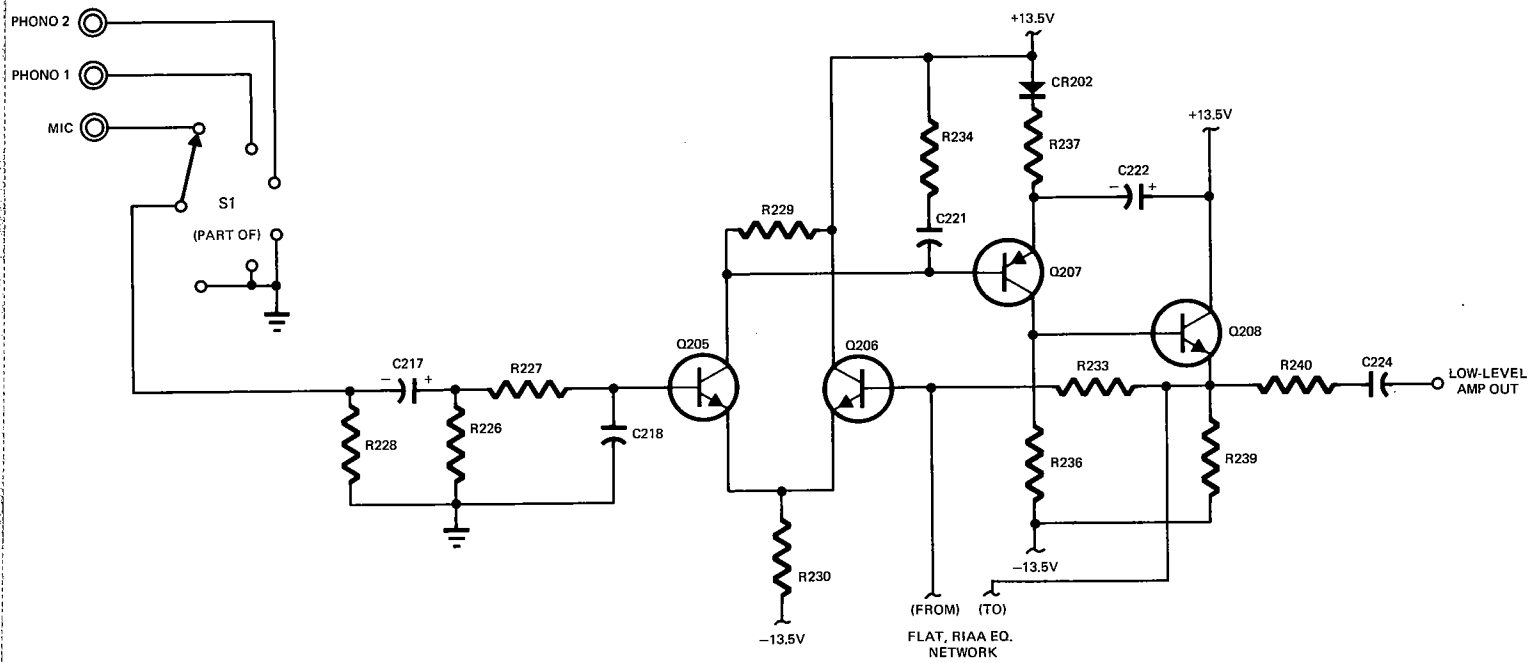 PHONO 2
PHONO 1
MIC
S1
(PART OF)
+13.5V
CR202
R234
R237
+13.5V
C222
− +
R229
C221
Q207
Q208
Q205
Q206
C217
− +
R227
R228
R226
C218
R233
R240
C224
LOW-LEVEL
AMP OUT
R236
R239
R230
−13.5V
−13.5V
(FROM) (TO)
FLAT, RIAA EQ.
NETWORK